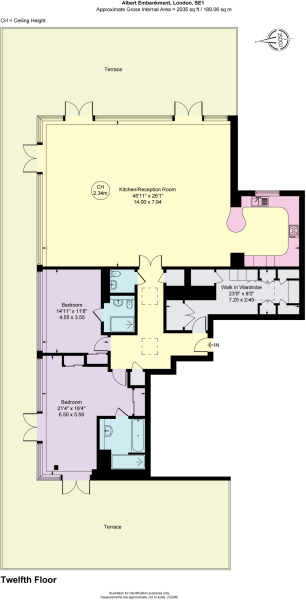 Albert Embankment, London, SE1
Approximate Gross Internal Area = 2035 sq ft / 189.06 sq m
CH = Ceiling Height
Terrace
CH
2.34m
Kitchen/Reception Room
45'11" x 26'1"
14.00 x 7.94
Walk in Wardrobe
23'9" x 8'0"
7.25 x 2.45
Bedroom
14'11" x 11'8"
4.55 x 3.55
IN
Bedroom
21'4" x 18'4"
6.50 x 5.59
Terrace
Twelfth Floor
Illustration for identification purposes only,
measurements are approximate, not to scale.